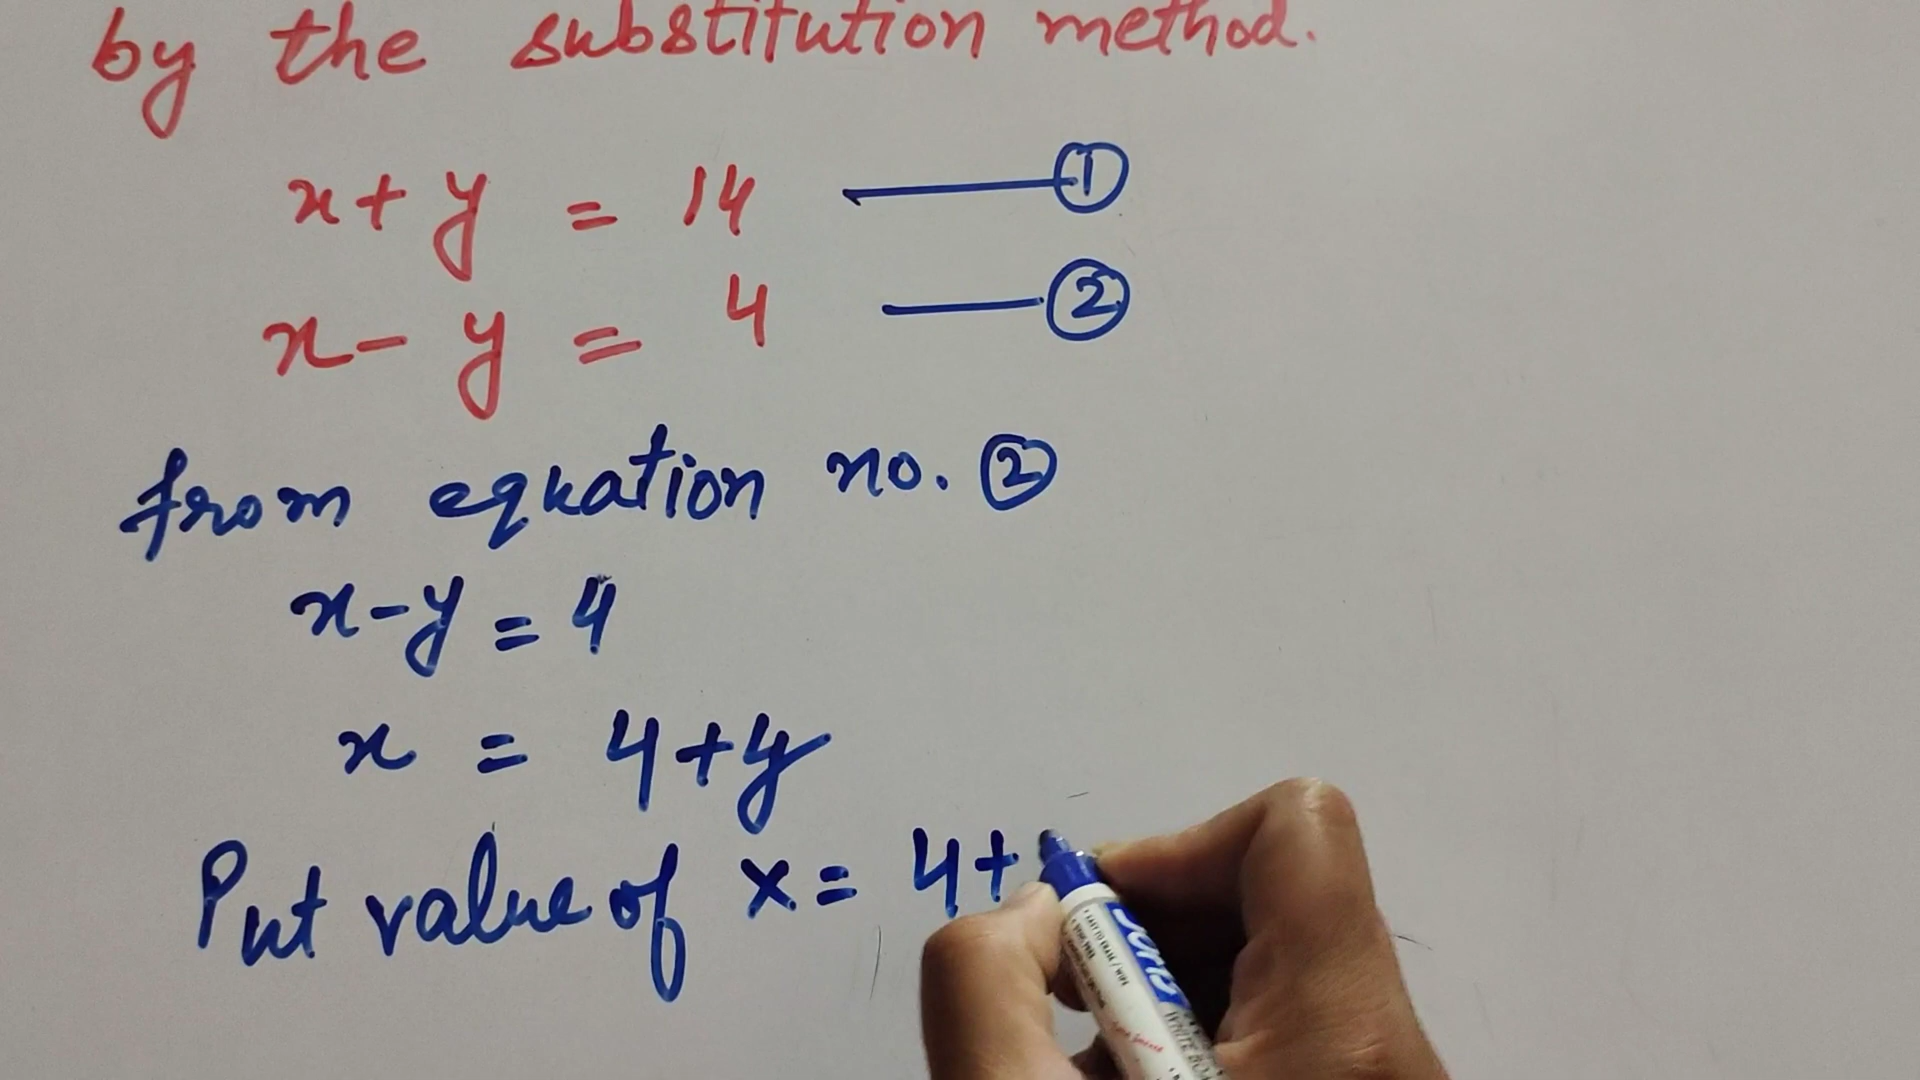 by the substitution method.
x + y = 14 ——— ①
x - y = 4 ——— ②
from equation no. ②
x - y = 4
x = 4 + y
Put value of x = 4 +